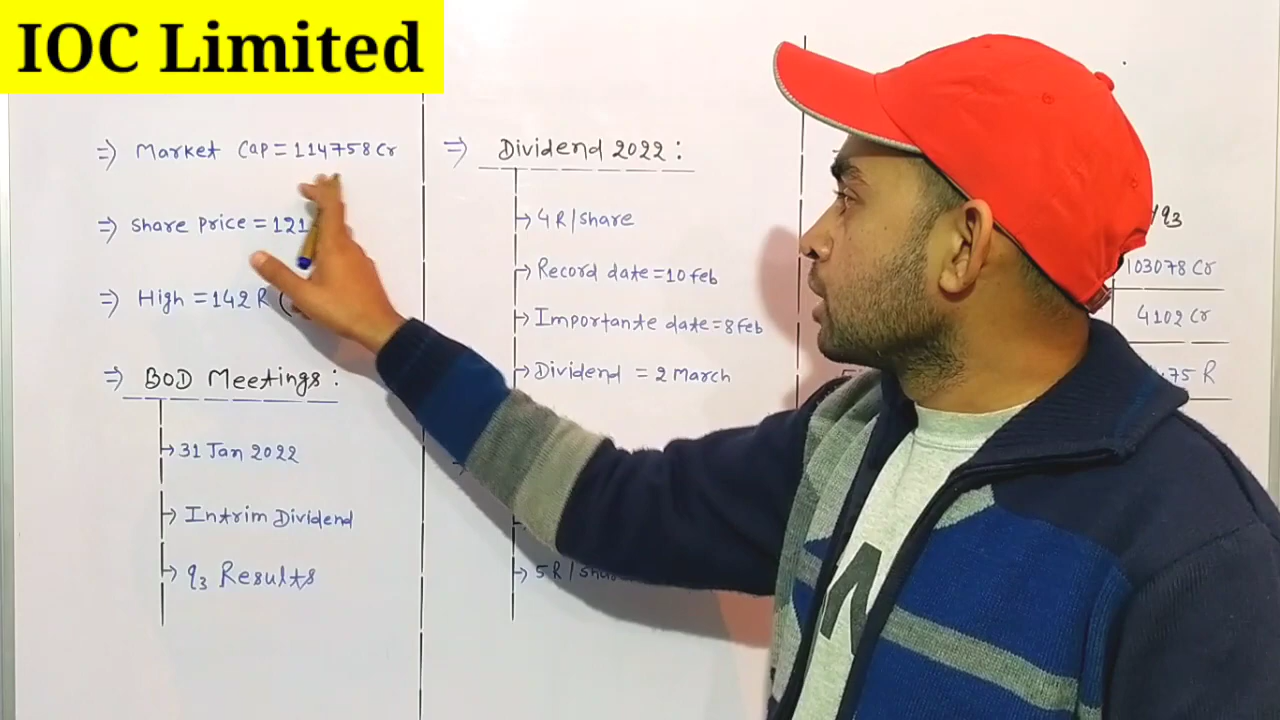 IOC Limited
=> Market Cap = 114758 Cr
=> Share Price = 121
=> High = 142 R
=> BOD Meetings :
31 Jan 2022
Intrim Dividend
q3 Results
=> Dividend 2022 :
4 R/share
Record date = 10 feb
Importante date = 8 Feb
Dividend = 2 March
5 R/
q3
103078 Cr
4102 Cr
75 R